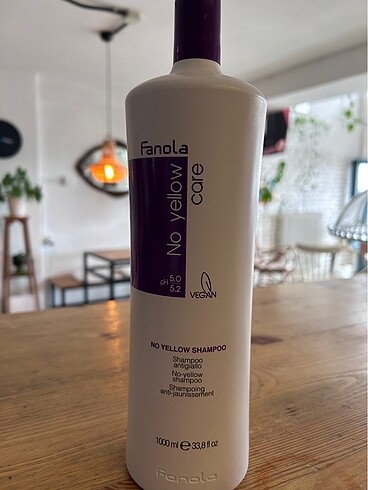 Fanola
No yellow
care
pH 5.0
5.2
VEGAN
NO YELLOW SHAMPOO
Shampoo
antigiallo
No-yellow
shampoo
Shampoing
anti-jaunissement
1000 ml ℮ 33,8 fl oz
Fanola